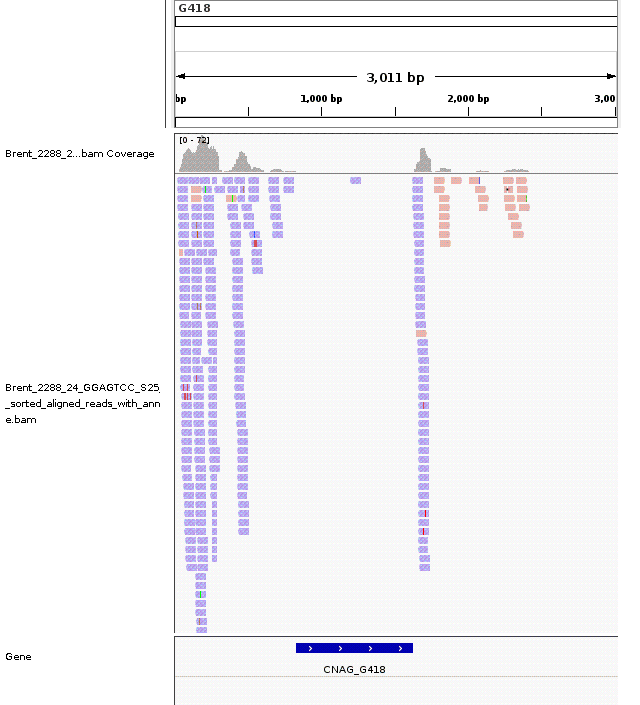 G418
3,011 bp
bp
1,000 bp
2,000 bp
3,00
[0 - 72]
Brent_2288_2...bam Coverage
Brent_2288_24_GGAGTCC_S25_
_sorted_aligned_reads_with_ann
e.bam
Gene
CNAG_G418